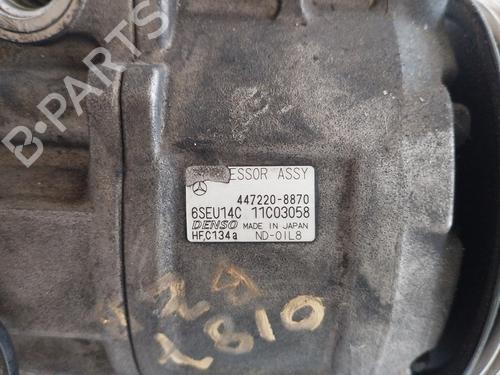 B-PARTS
ESSOR ASSY
447220-8870
6SEU14C 11C03058
DENSO MADE IN JAPAN
HFC134a ND-OIL8